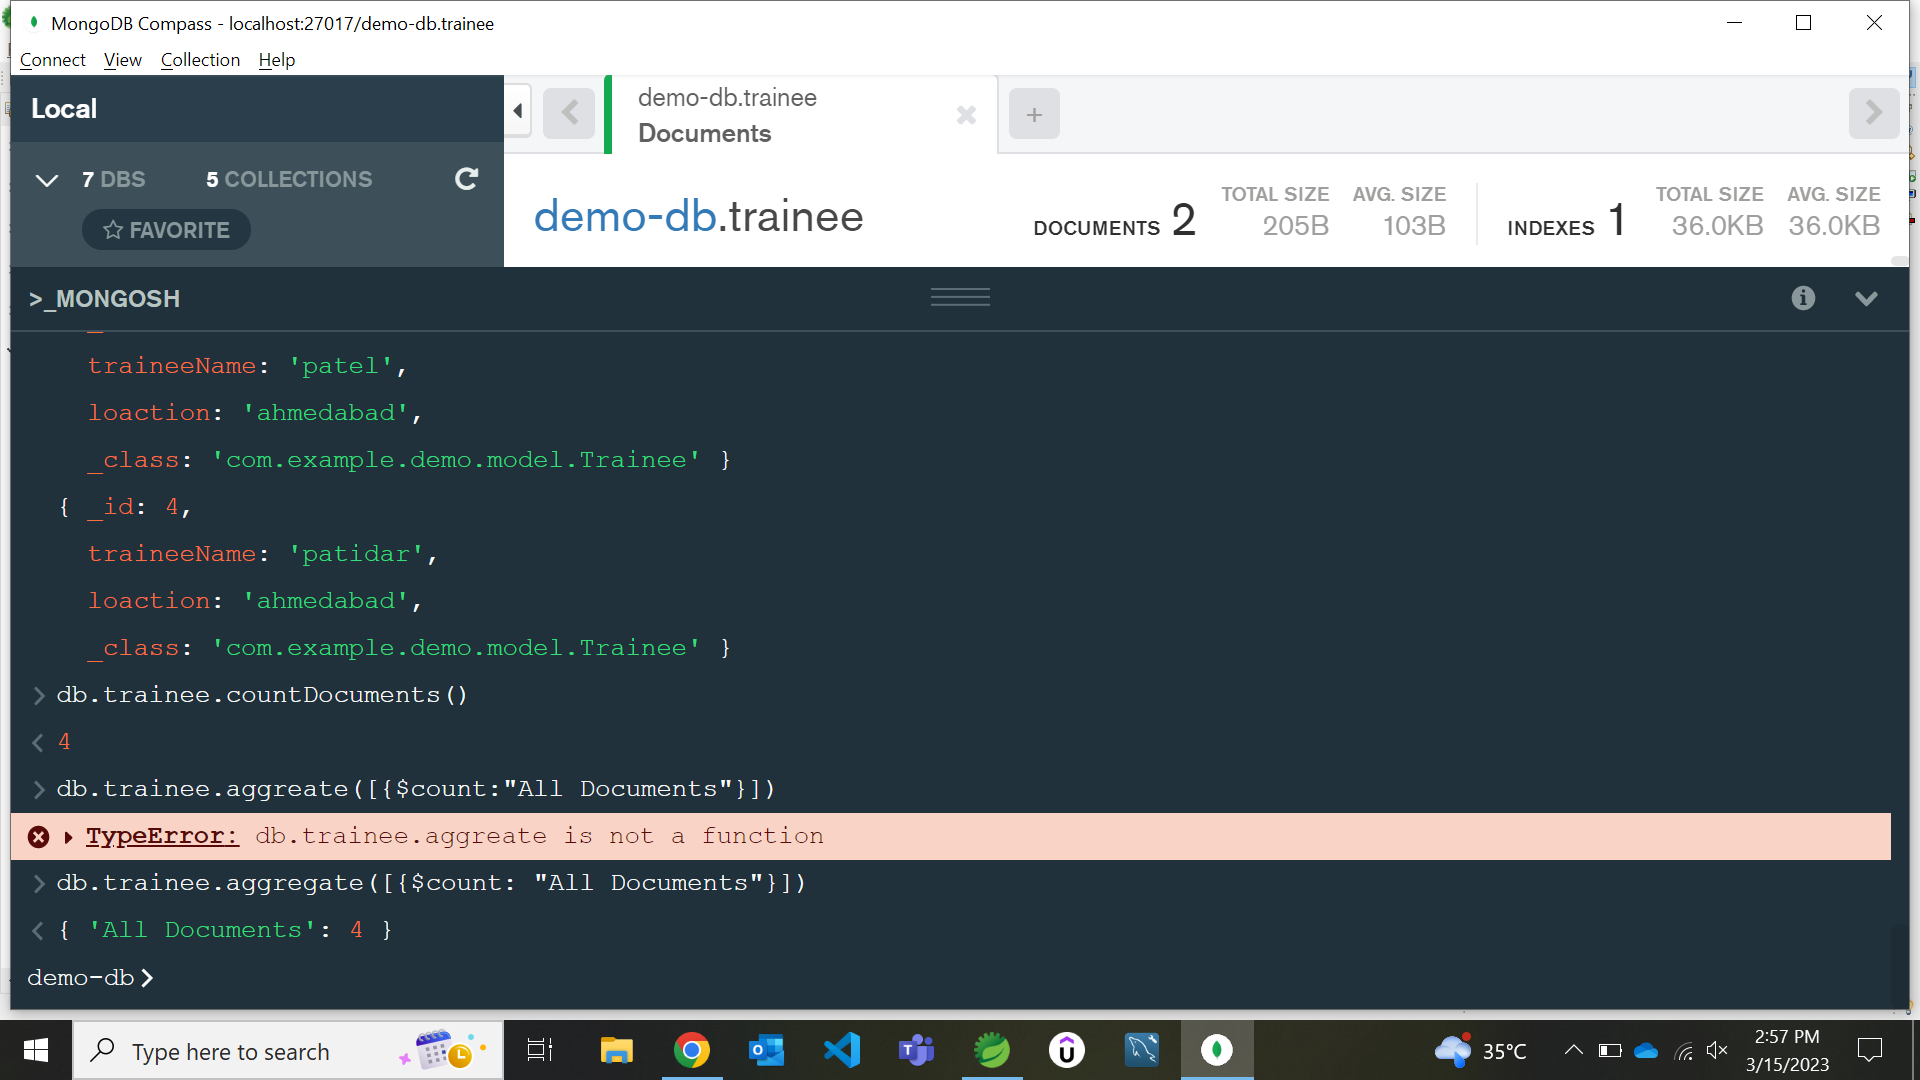 MongoDB Compass - localhost:27017/demo-db.trainee
Connect View Collection Help
Local
7 DBS 5 COLLECTIONS
FAVORITE
demo-db.trainee
Documents
+
demo-db.trainee
DOCUMENTS 2
TOTAL SIZE AVG. SIZE
205B 103B
INDEXES 1
TOTAL SIZE AVG. SIZE
36.0KB 36.0KB
>_MONGOSH
traineeName: 'patel',
loaction: 'ahmedabad',
_class: 'com.example.demo.model.Trainee' }
{ _id: 4,
traineeName: 'patidar',
loaction: 'ahmedabad',
_class: 'com.example.demo.model.Trainee' }
> db.trainee.countDocuments()
< 4
> db.trainee.aggreate([{$count:"All Documents"}])
TypeError: db.trainee.aggreate is not a function
> db.trainee.aggregate([{$count: "All Documents"}])
< { 'All Documents': 4 }
demo-db>
Type here to search
35°C
2:57 PM
3/15/2023